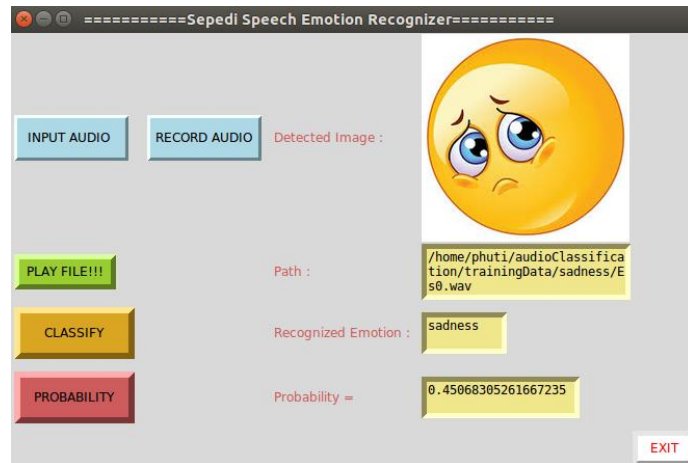 ===========Sepedi Speech Emotion Recognizer===========
INPUT AUDIO
RECORD AUDIO
Detected Image :
PLAY FILE!!!
Path :
/home/phuti/audioClassifica
tion/trainingData/sadness/E
s0.wav
CLASSIFY
Recognized Emotion :
sadness
PROBABILITY
Probability =
0.45068305261667235
EXIT